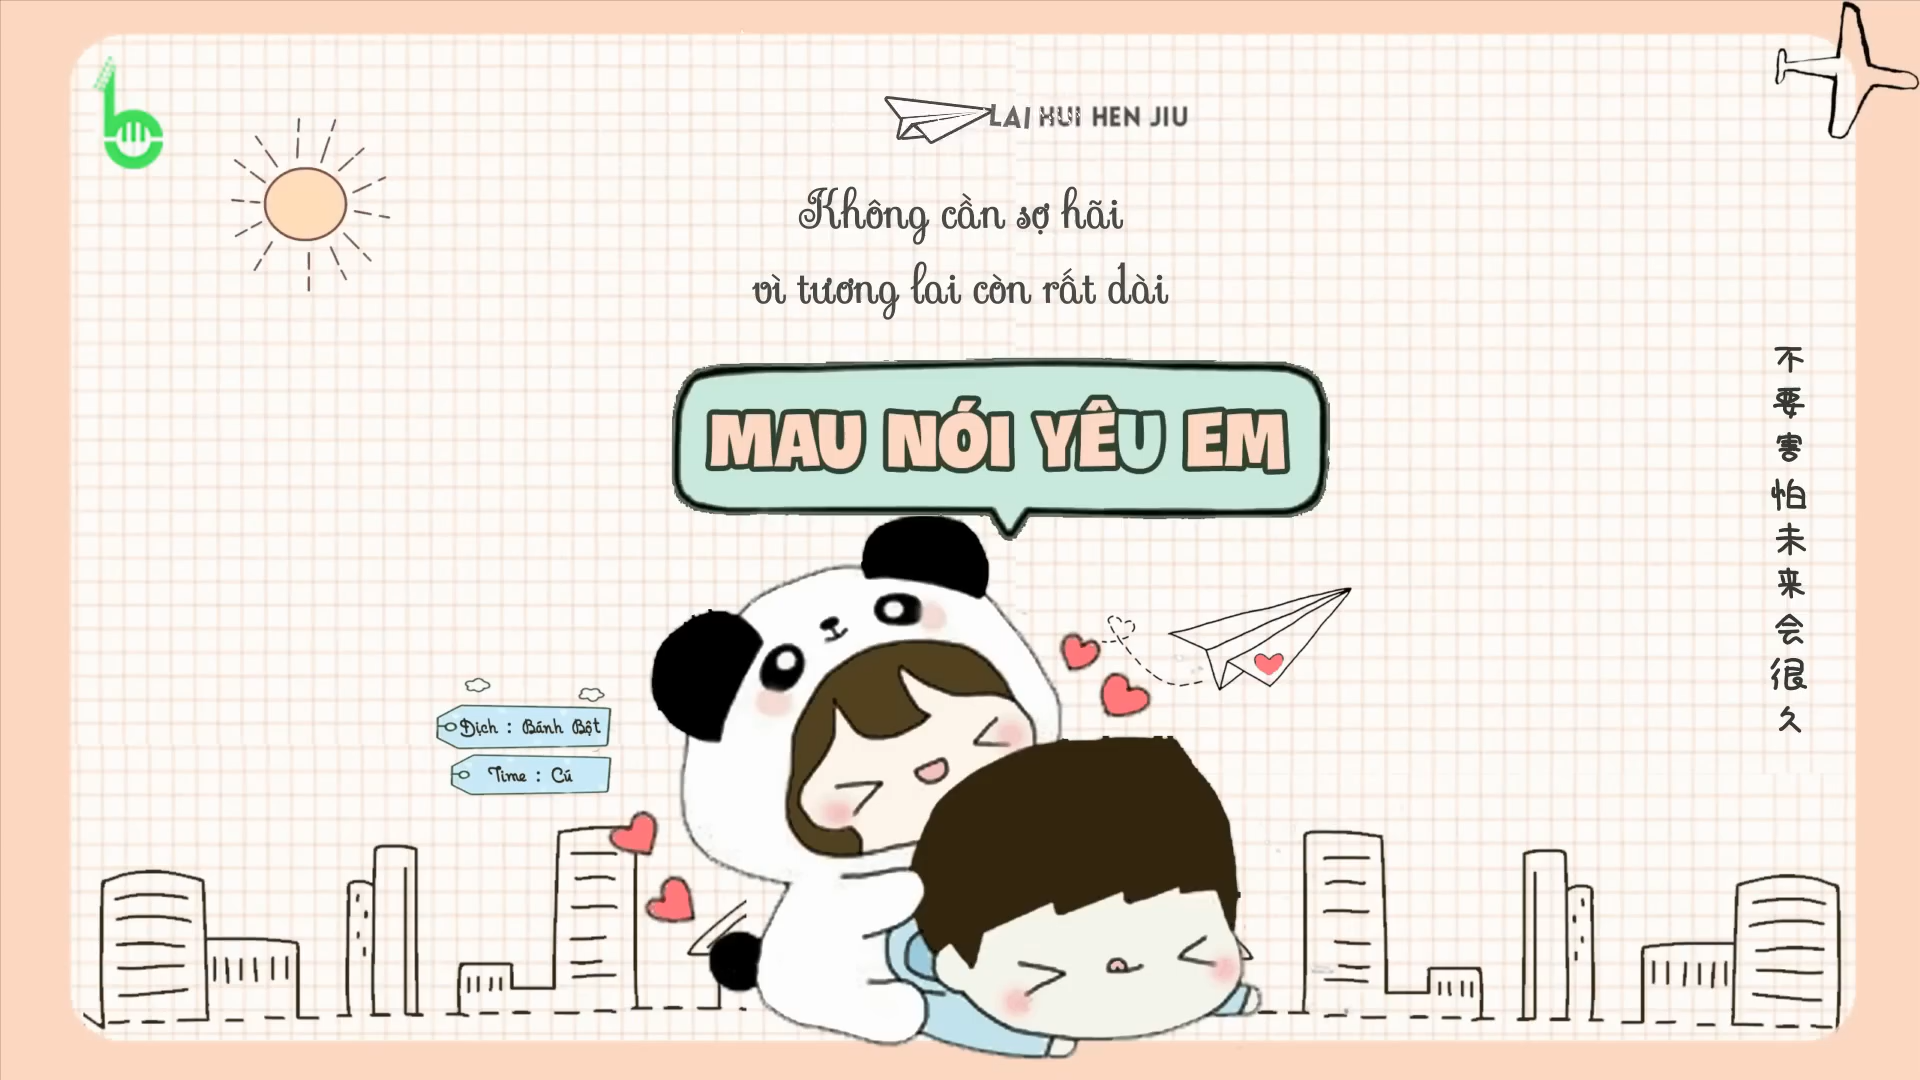 LAI HUI HEN JIU
Không cần sợ hãi
vì tương lai còn rất dài
MAU NÓI YÊU EM
Dịch : Bánh Bột
Time : Cú
不要害怕未来会很久